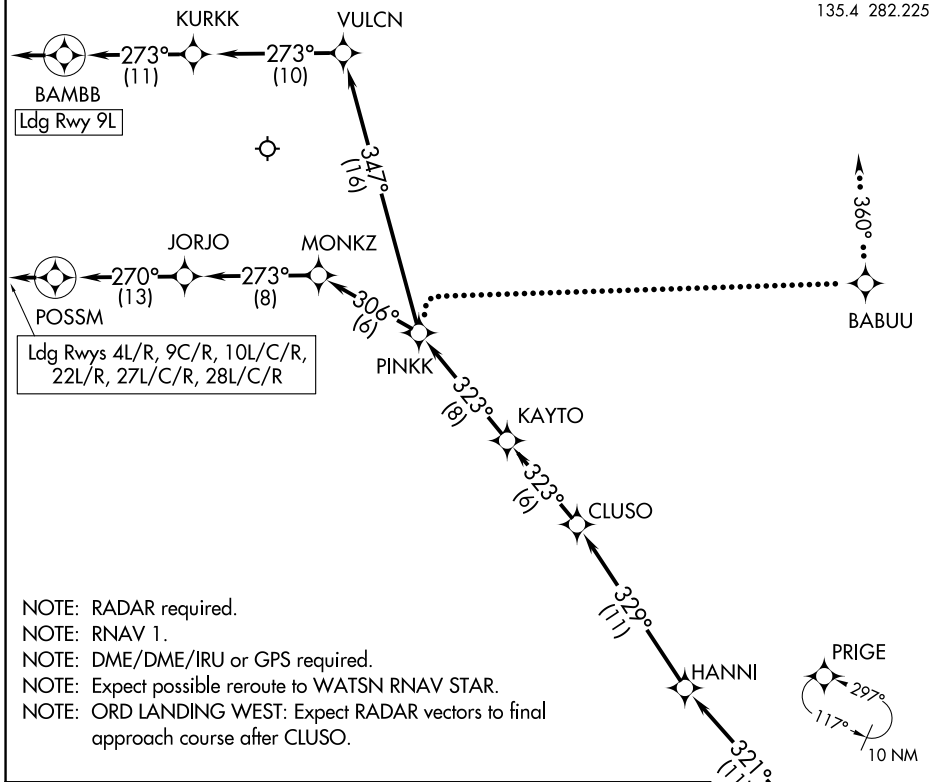 135.4 282.225
KURKK
VULCN
273°
(11)
273°
(10)
BAMBB
Ldg Rwy 9L
347°
(16)
360°
JORJO
MONKZ
270°
(13)
273°
(8)
306°
(6)
POSSM
BABUU
Ldg Rwys 4L/R, 9C/R, 10L/C/R,
22L/R, 27L/C/R, 28L/C/R
PINKK
323°
(8)
KAYTO
323°
(6)
CLUSO
329°
(11)
NOTE: RADAR required.
NOTE: RNAV 1.
NOTE: DME/DME/IRU or GPS required.
NOTE: Expect possible reroute to WATSN RNAV STAR.
NOTE: ORD LANDING WEST: Expect RADAR vectors to final
approach course after CLUSO.
HANNI
PRIGE
297°
117°
10 NM
321°